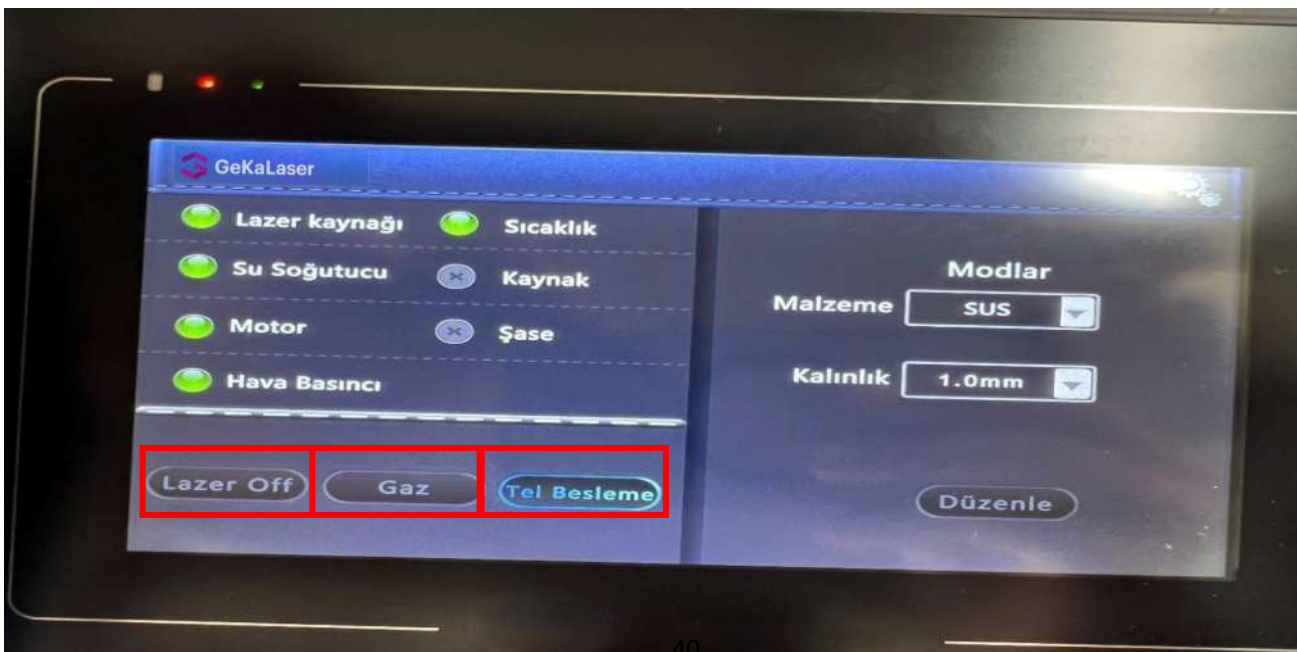 GeKaLaser
Lazer kaynağı
Sıcaklık
Su Soğutucu
Kaynak
Motor
Şase
Hava Basıncı
Lazer Off
Gaz
Tel Besleme
Modlar
Malzeme SUS
Kalınlık 1.0mm
Düzenle
40